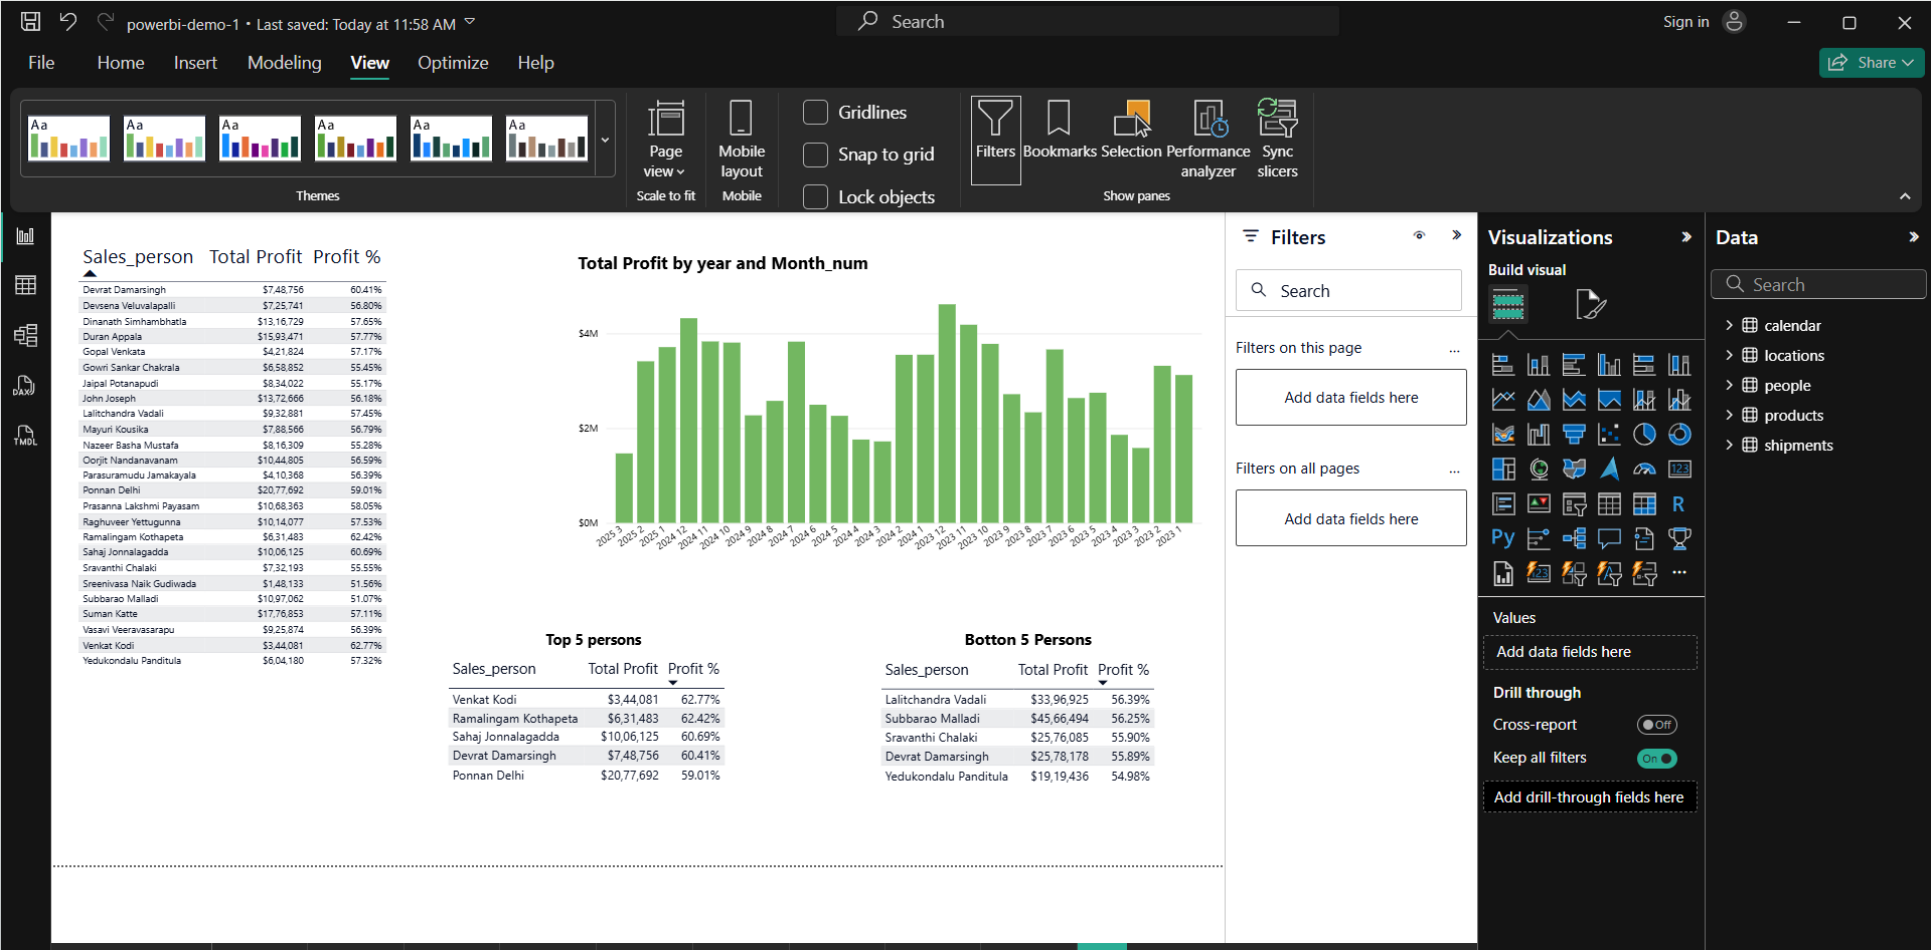 powerbi-demo-1 • Last saved: Today at 11:58 AM
Search
Sign in
File Home Insert Modeling View Optimize Help
Share
Aa Aa Aa Aa Aa Aa
Themes
Page view
Scale to fit
Mobile layout
Mobile
Gridlines
Snap to grid
Lock objects
Filters Bookmarks Selection Performance analyzer Sync slicers
Show panes
DAX
TMDL
Sales_person Total Profit Profit %
Devrat Damarsingh $7,48,756 60.41%
Devsena Veluvalapalli $7,25,741 56.80%
Dinanath Simhambhatla $13,16,729 57.65%
Duran Appala $15,93,471 57.77%
Gopal Venkata $4,21,824 57.17%
Gowri Sankar Chakrala $6,58,852 55.45%
Jaipal Potanapudi $8,34,022 55.17%
John Joseph $13,72,666 56.18%
Lalitchandra Vadali $9,32,881 57.45%
Mayuri Kousika $7,88,566 56.79%
Nazeer Basha Mustafa $8,16,309 55.28%
Oorjit Nandanavanam $10,44,805 56.59%
Parasuramudu Jamakayala $4,10,368 56.39%
Ponnan Delhi $20,77,692 59.01%
Prasanna Lakshmi Payasam $10,68,363 58.05%
Raghuveer Yettugunna $10,14,077 57.53%
Ramalingam Kothapeta $6,31,483 62.42%
Sahaj Jonnalagadda $10,06,125 60.69%
Sravanthi Chalaki $7,32,193 55.55%
Sreenivasa Naik Gudiwada $1,48,133 51.56%
Subbarao Malladi $10,97,062 51.07%
Suman Katte $17,76,853 57.11%
Vasavi Veeravasarapu $9,25,874 56.39%
Venkat Kodi $3,44,081 62.77%
Yedukondalu Panditula $6,04,180 57.32%
Total Profit by year and Month_num
$4M
$2M
$0M
2025 3 2025 2 2025 1 2024 12 2024 11 2024 10 2024 9 2024 8 2024 7 2024 6 2024 5 2024 4 2024 3 2024 2 2024 1 2023 12 2023 11 2023 10 2023 9 2023 8 2023 7 2023 6 2023 5 2023 4 2023 3 2023 2 2023 1
Top 5 persons
Sales_person Total Profit Profit %
Venkat Kodi $3,44,081 62.77%
Ramalingam Kothapeta $6,31,483 62.42%
Sahaj Jonnalagadda $10,06,125 60.69%
Devrat Damarsingh $7,48,756 60.41%
Ponnan Delhi $20,77,692 59.01%
Botton 5 Persons
Sales_person Total Profit Profit %
Lalitchandra Vadali $33,96,925 56.39%
Subbarao Malladi $45,66,494 56.25%
Sravanthi Chalaki $25,76,085 55.90%
Devrat Damarsingh $25,78,178 55.89%
Yedukondalu Panditula $19,19,436 54.98%
Filters
Search
Filters on this page ...
Add data fields here
Filters on all pages ...
Add data fields here
Visualizations
Build visual
123
R
Py
123
...
Values
Add data fields here
Drill through
Cross-report Off
Keep all filters On
Add drill-through fields here
Data
Search
calendar
locations
people
products
shipments